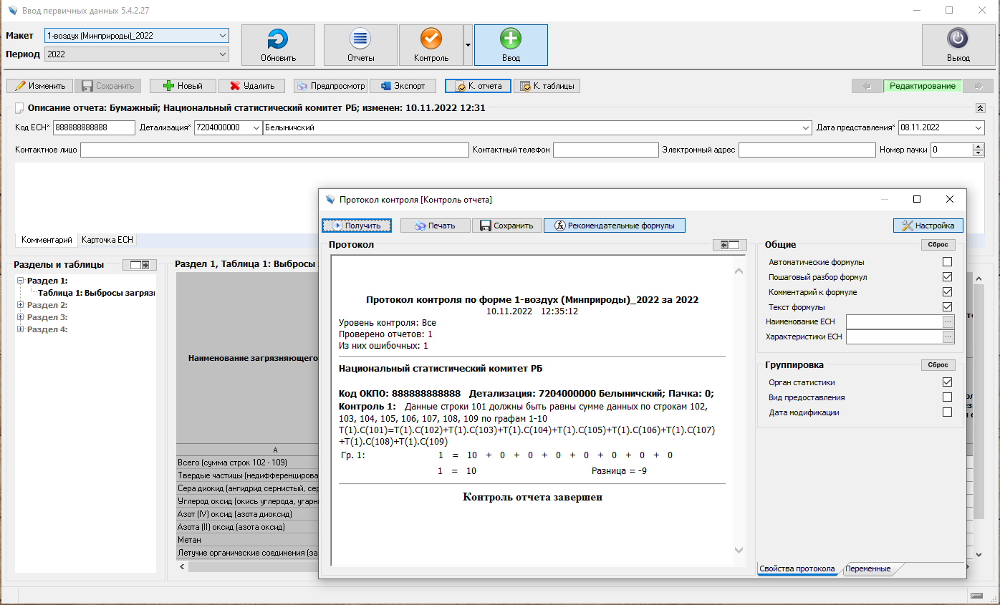 Ввод первичных данных 5.4.2.27
Макет
1-воздух (Минприроды)_2022
Период
2022
Обновить
Отчеты
Контроль
Ввод
Выход
Изменить
Сохранить
Новый
Удалить
Предпросмотр
Экспорт
К. отчета
К. таблицы
Редактирование
Описание отчета: Бумажный; Национальный статистический комитет РБ; изменен: 10.11.2022 12:31
Код ЕСН* 888888888888 Детализация* 7204000000 Белыничский Дата представления* 08.11.2022
Контактное лицо Контактный телефон Электронный адрес Номер пачки 0
Комментарий Карточка ЕСН
Разделы и таблицы
Раздел 1:
Таблица 1: Выбросы загряз
Раздел 2:
Раздел 3:
Раздел 4:
Раздел 1, Таблица 1: Выбросы
Наименование загрязняющего
А
Всего (сумма строк 102 - 109)
Твердые частицы (недифференцирова
Сера диокид (ангидрид сернистый, сер
Углерод оксид (окись углерода, угарн
Азот (IV) оксид (азота диоксид)
Азота (II) оксид (азота оксид)
Метан
Летучие органические соединения (за
Протокол контроля [Контроль отчета]
Получить
Печать
Сохранить
Рекомендательные формулы
Настройка
Протокол
Протокол контроля по форме 1-воздух (Минприроды)_2022 за 2022
10.11.2022 12:35:12
Уровень контроля: Все
Проверено отчетов: 1
Из них ошибочных: 1
Национальный статистический комитет РБ
Код ОКПО: 888888888888 Детализация: 7204000000 Белыничский; Пачка: 0;
Контроль 1: Данные строки 101 должны быть равны сумме данных по строкам 102,
103, 104, 105, 106, 107, 108, 109 по графам 1-10
Т(1).С(101)=Т(1).С(102)+Т(1).С(103)+Т(1).С(104)+Т(1).С(105)+Т(1).С(106)+Т(1).С(107)
+Т(1).С(108)+Т(1).С(109)
Гр. 1: 1 = 10 + 0 + 0 + 0 + 0 + 0 + 0 + 0
1 = 10 Разница = -9
Контроль отчета завершен
Общие
Сброс
Автоматические формулы
Пошаговый разбор формул
Комментарий к формуле
Текст формулы
Наименование ЕСН
Характеристики ЕСН
Группировка
Сброс
Орган статистики
Вид предоставления
Дата модификации
Свойства протокола Переменные